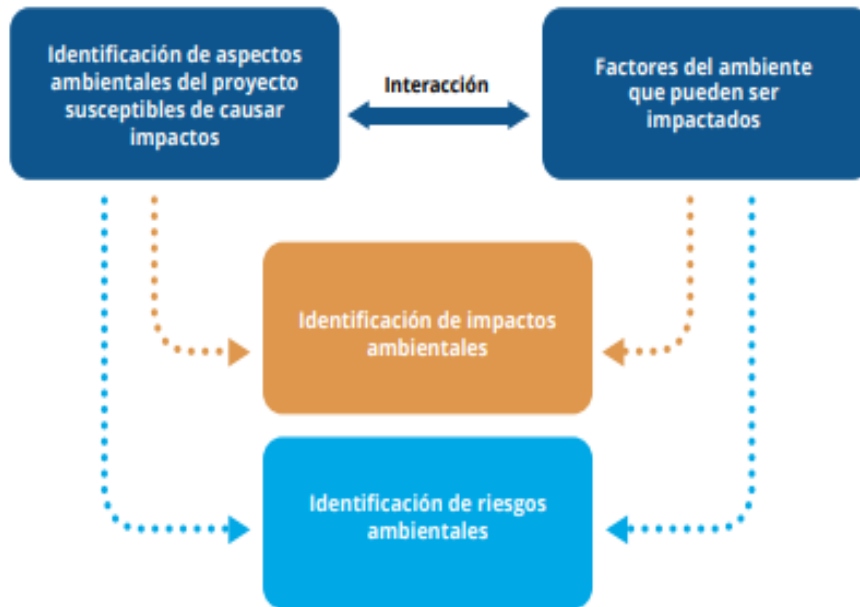 Identificación de aspectos
ambientales del proyecto
susceptibles de causar
impactos
Interacción
Factores del ambiente
que pueden ser
impactados
Identificación de impactos
ambientales
Identificación de riesgos
ambientales